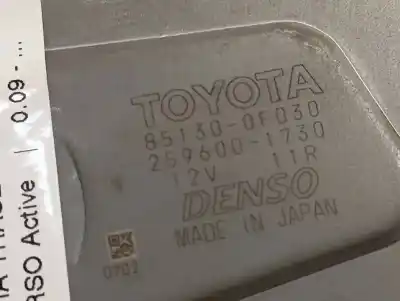 TOYOTA
85130-0F030
259600-1730
12V 11R
DENSO
MADE IN JAPAN
0702
RSO Active | 0.09 - ...